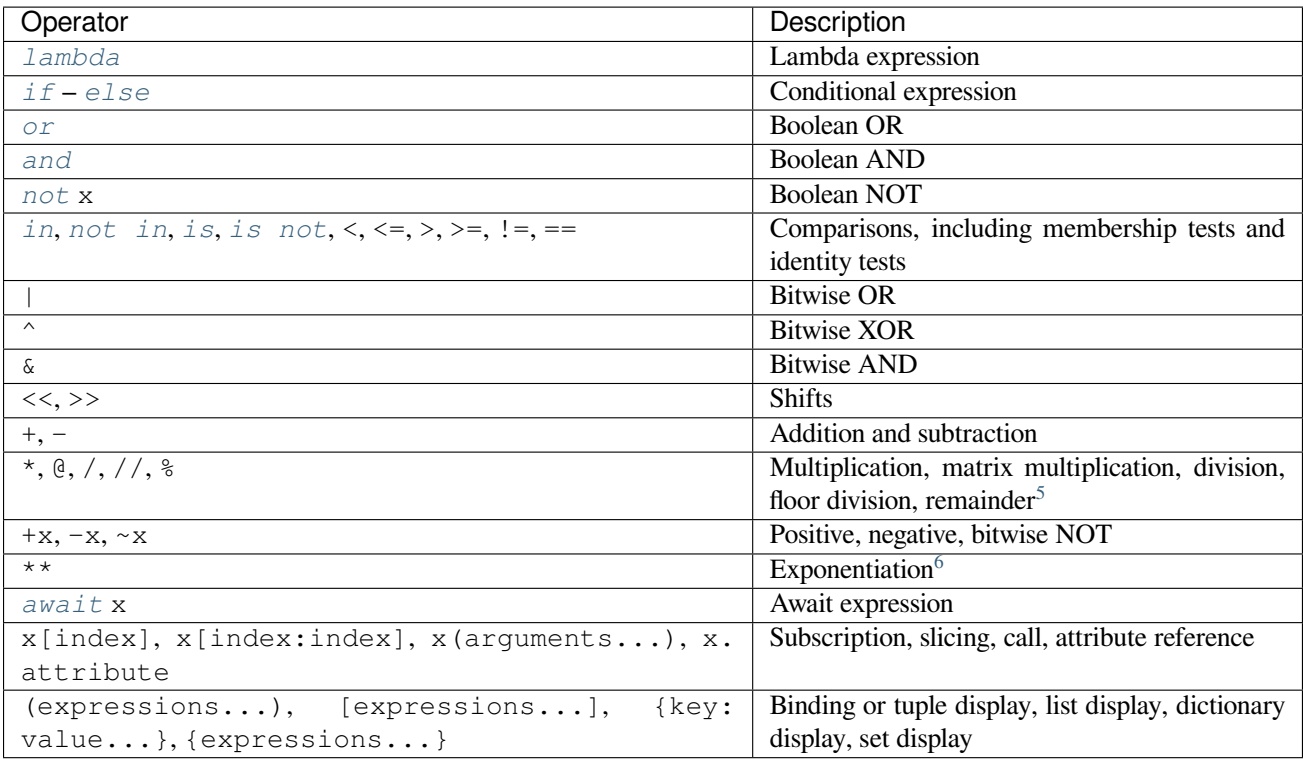 Operator Description
lambda Lambda expression
if – else Conditional expression
or Boolean OR
and Boolean AND
not x Boolean NOT
in, not in, is, is not, <, <=, >, >=, !=, == Comparisons, including membership tests and
identity tests
| Bitwise OR
^ Bitwise XOR
& Bitwise AND
<<, >> Shifts
+, - Addition and subtraction
*, @, /, //, % Multiplication, matrix multiplication, division,
floor division, remainder5
+x, -x, ~x Positive, negative, bitwise NOT
** Exponentiation6
await x Await expression
x[index], x[index:index], x(arguments...), x. Subscription, slicing, call, attribute reference
attribute
(expressions...), [expressions...], {key: Binding or tuple display, list display, dictionary
value...}, {expressions...} display, set display